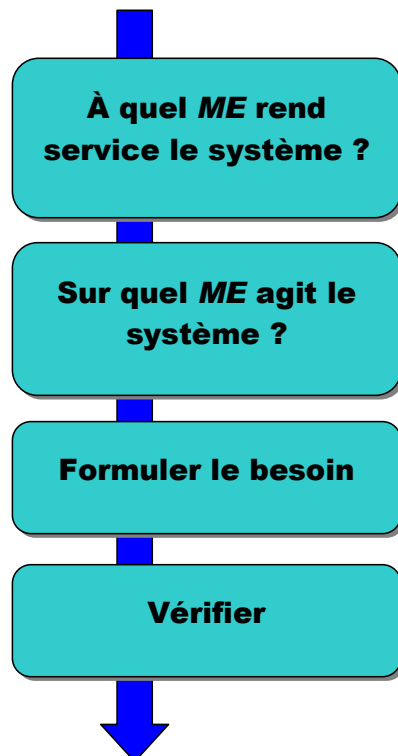 À quel ME rend
service le système ?
Sur quel ME agit le
système ?
Formuler le besoin
Vérifier